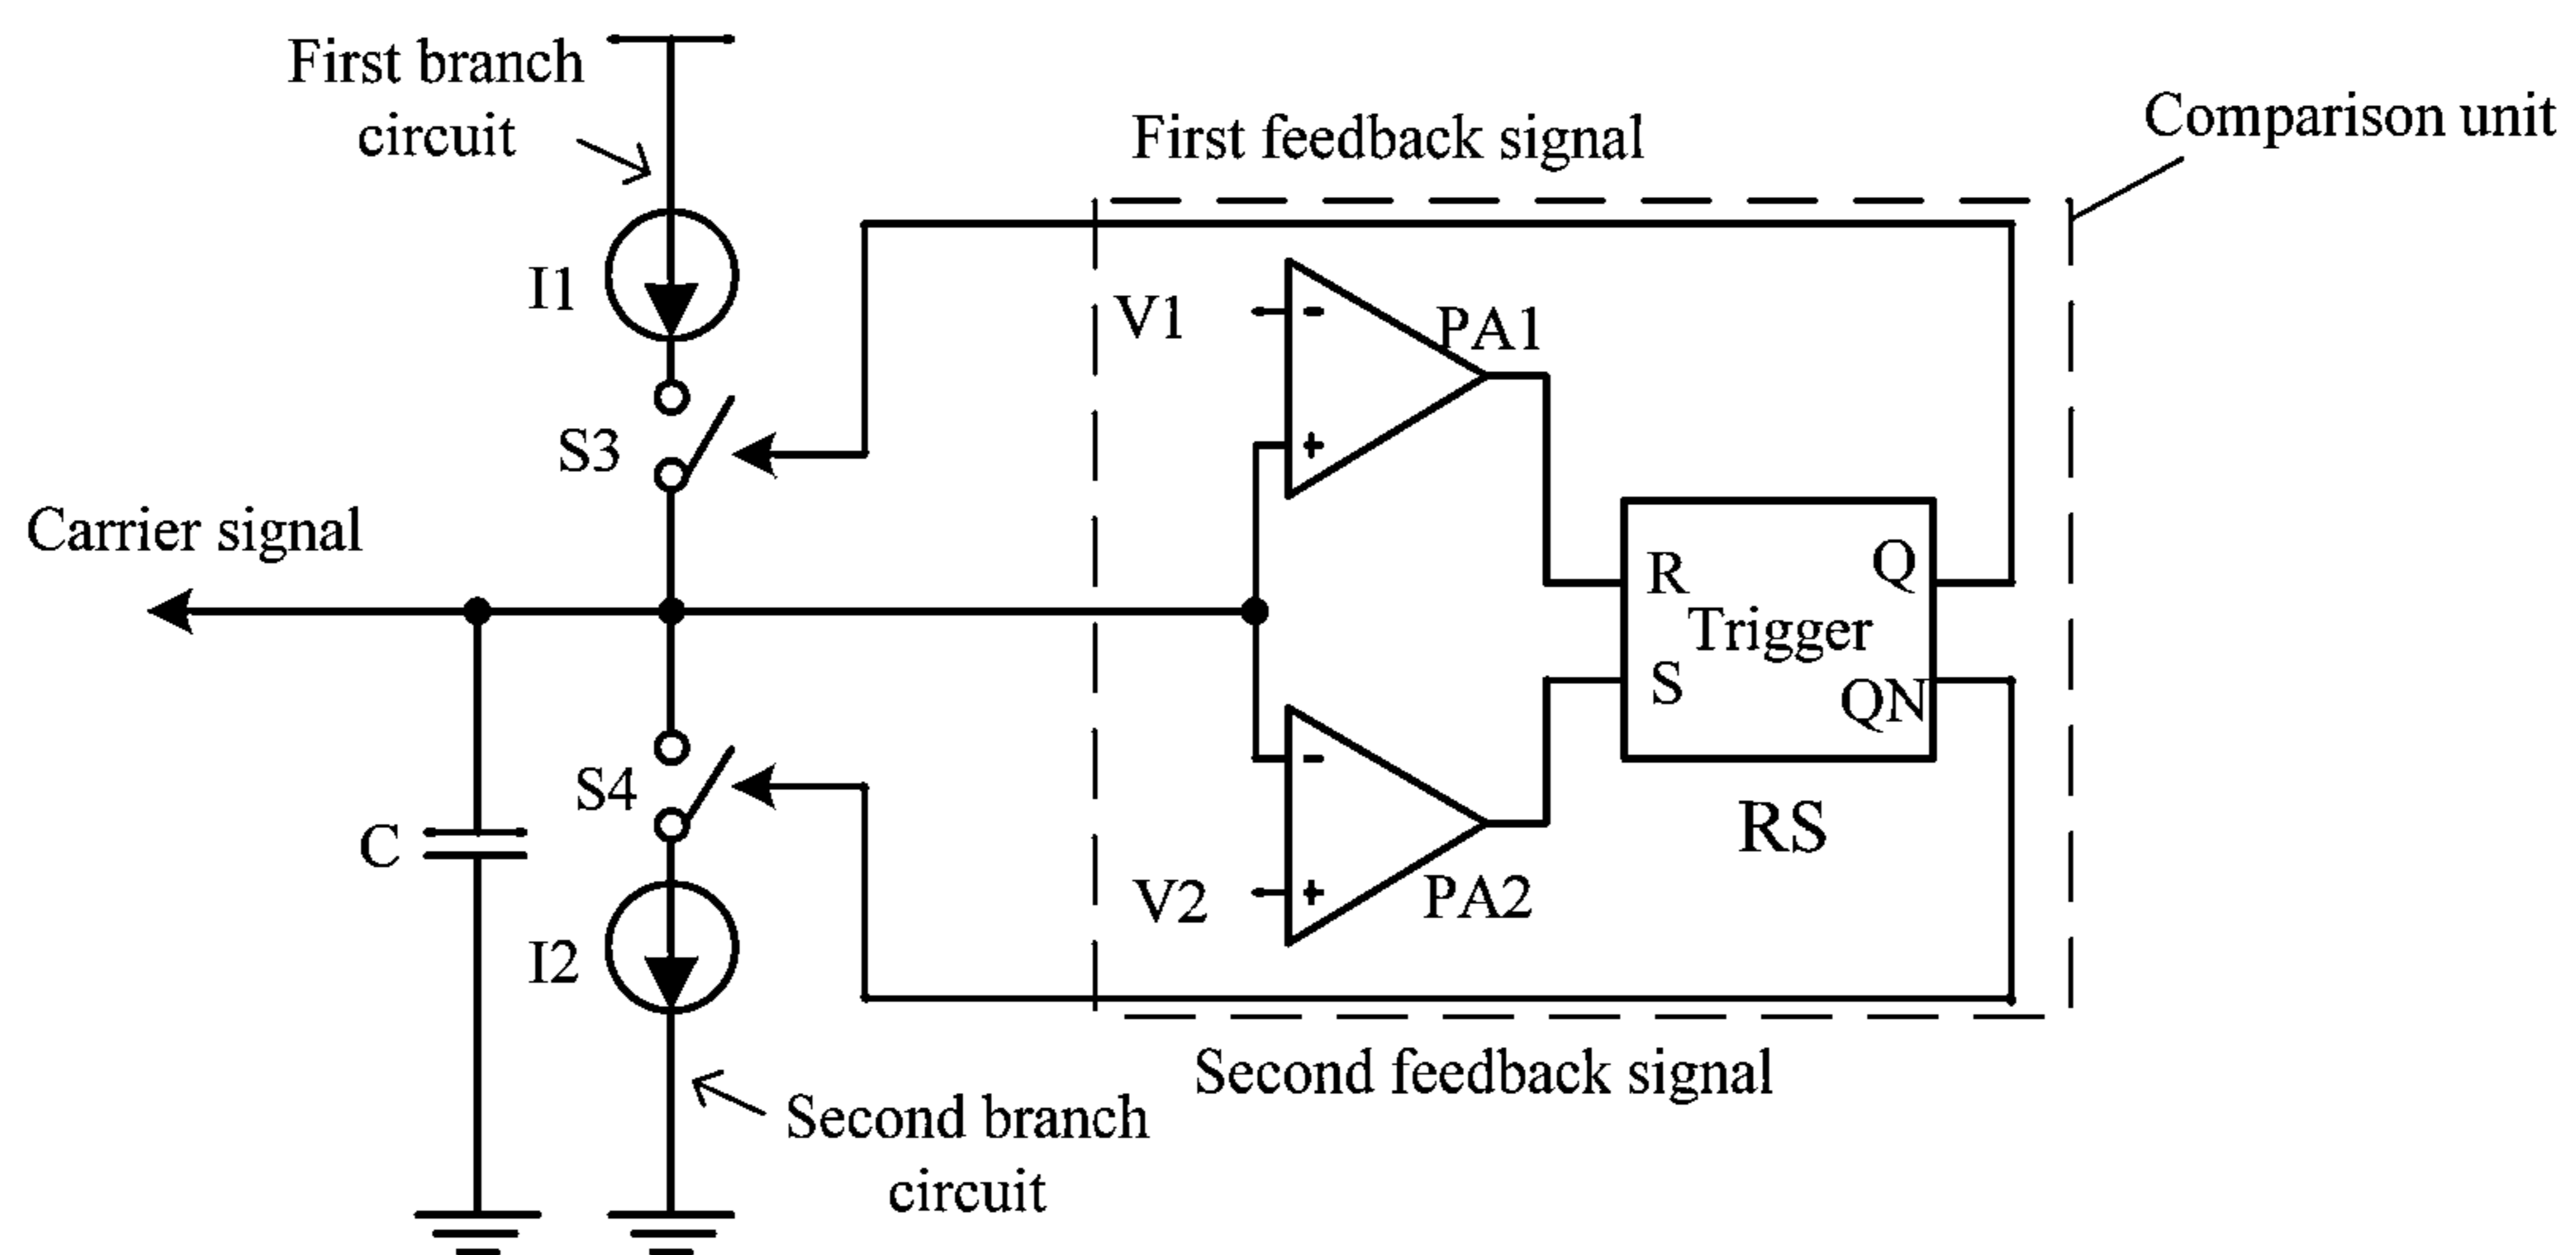 First branch
circuit
First feedback signal
Comparison unit
I1
V1
-
PA1
+
S3
Carrier signal
R
Q
Trigger
S
QN
S4
-
C
RS
V2
+
PA2
I2
Second feedback signal
Second branch
circuit